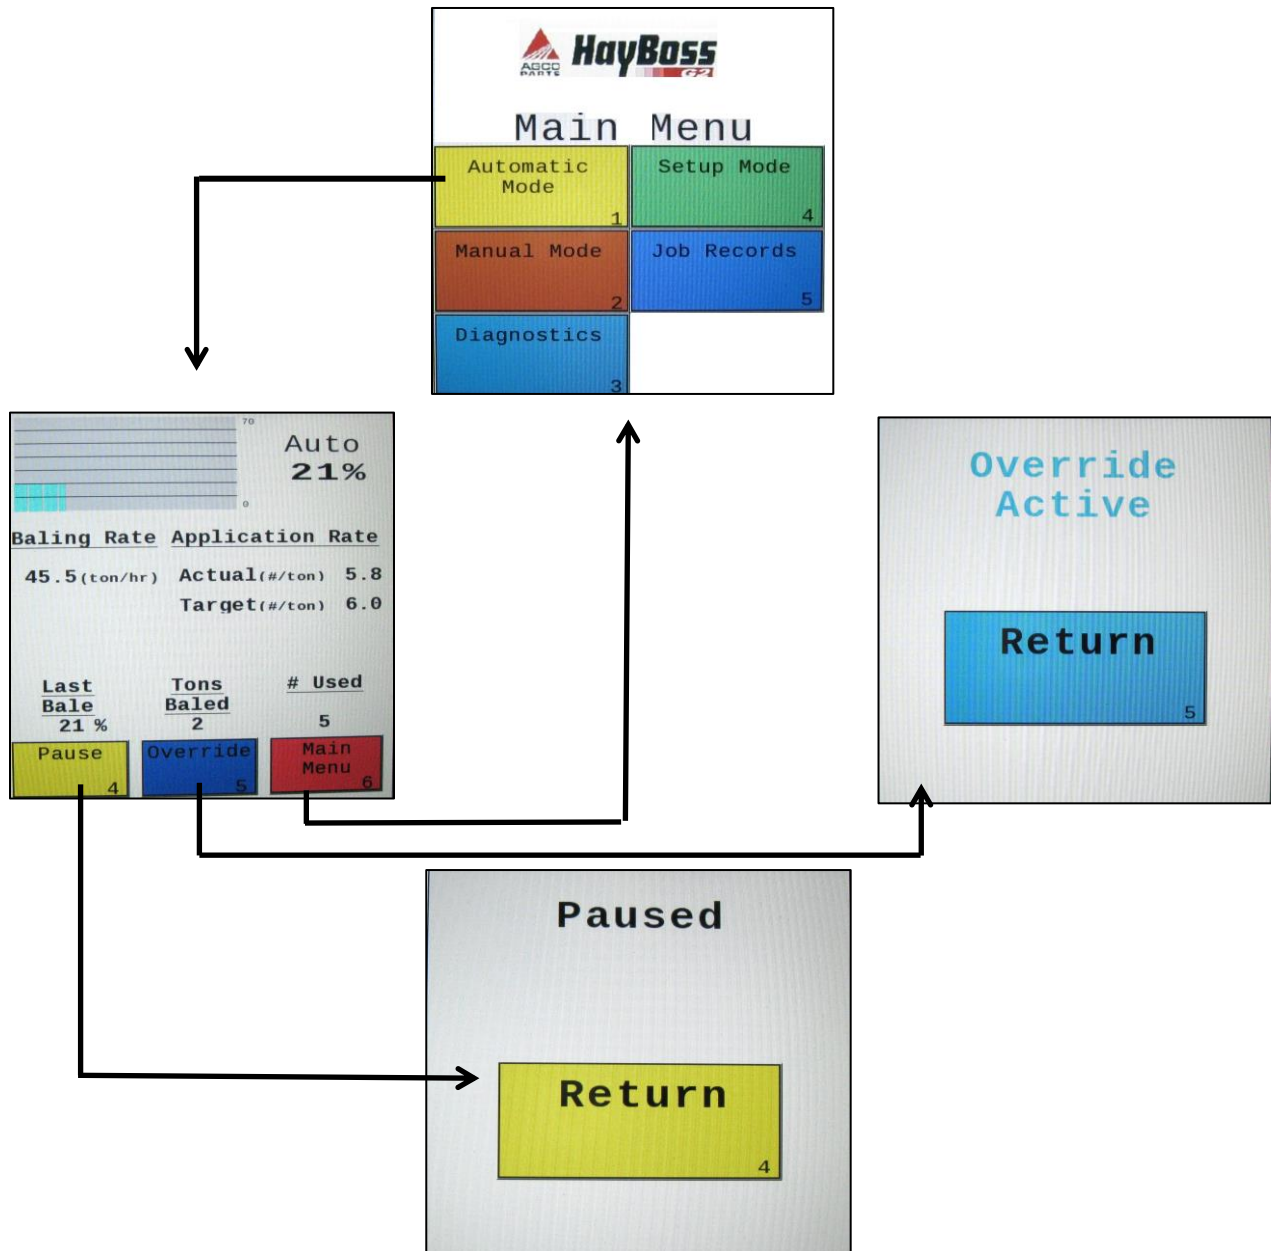 AGCO
PARTS
HayBoss
G2
Main Menu
Automatic
Mode
1
Setup Mode
4
Manual Mode
2
Job Records
5
Diagnostics
3
70
0
Auto
21%
Baling Rate Application Rate
45.5(ton/hr) Actual(#/ton) 5.8
Target(#/ton) 6.0
Last
Bale
21 %
Tons
Baled
2
# Used
5
Pause
4
Override
5
Main
Menu
6
Override
Active
Return
5
Paused
Return
4